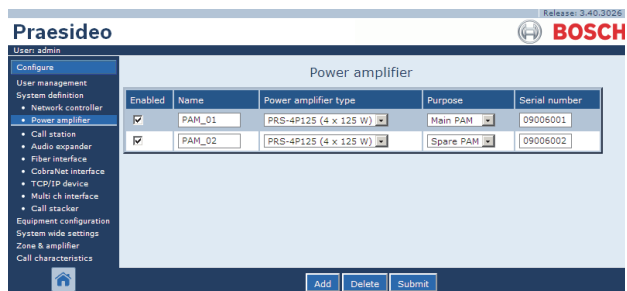 Release: 3.40.3026
Praesideo
BOSCH
User: admin
Configure
User management
System definition
• Network controller
• Power amplifier
• Call station
• Audio expander
• Fiber interface
• CobraNet interface
• TCP/IP device
• Multi ch interface
• Call stacker
Equipment configuration
System wide settings
Zone & amplifier
Call characteristics
Power amplifier
Enabled Name Power amplifier type Purpose Serial number
PAM_01 PRS-4P125 (4 x 125 W) Main PAM 09006001
PAM_02 PRS-4P125 (4 x 125 W) Spare PAM 09006002
Add Delete Submit